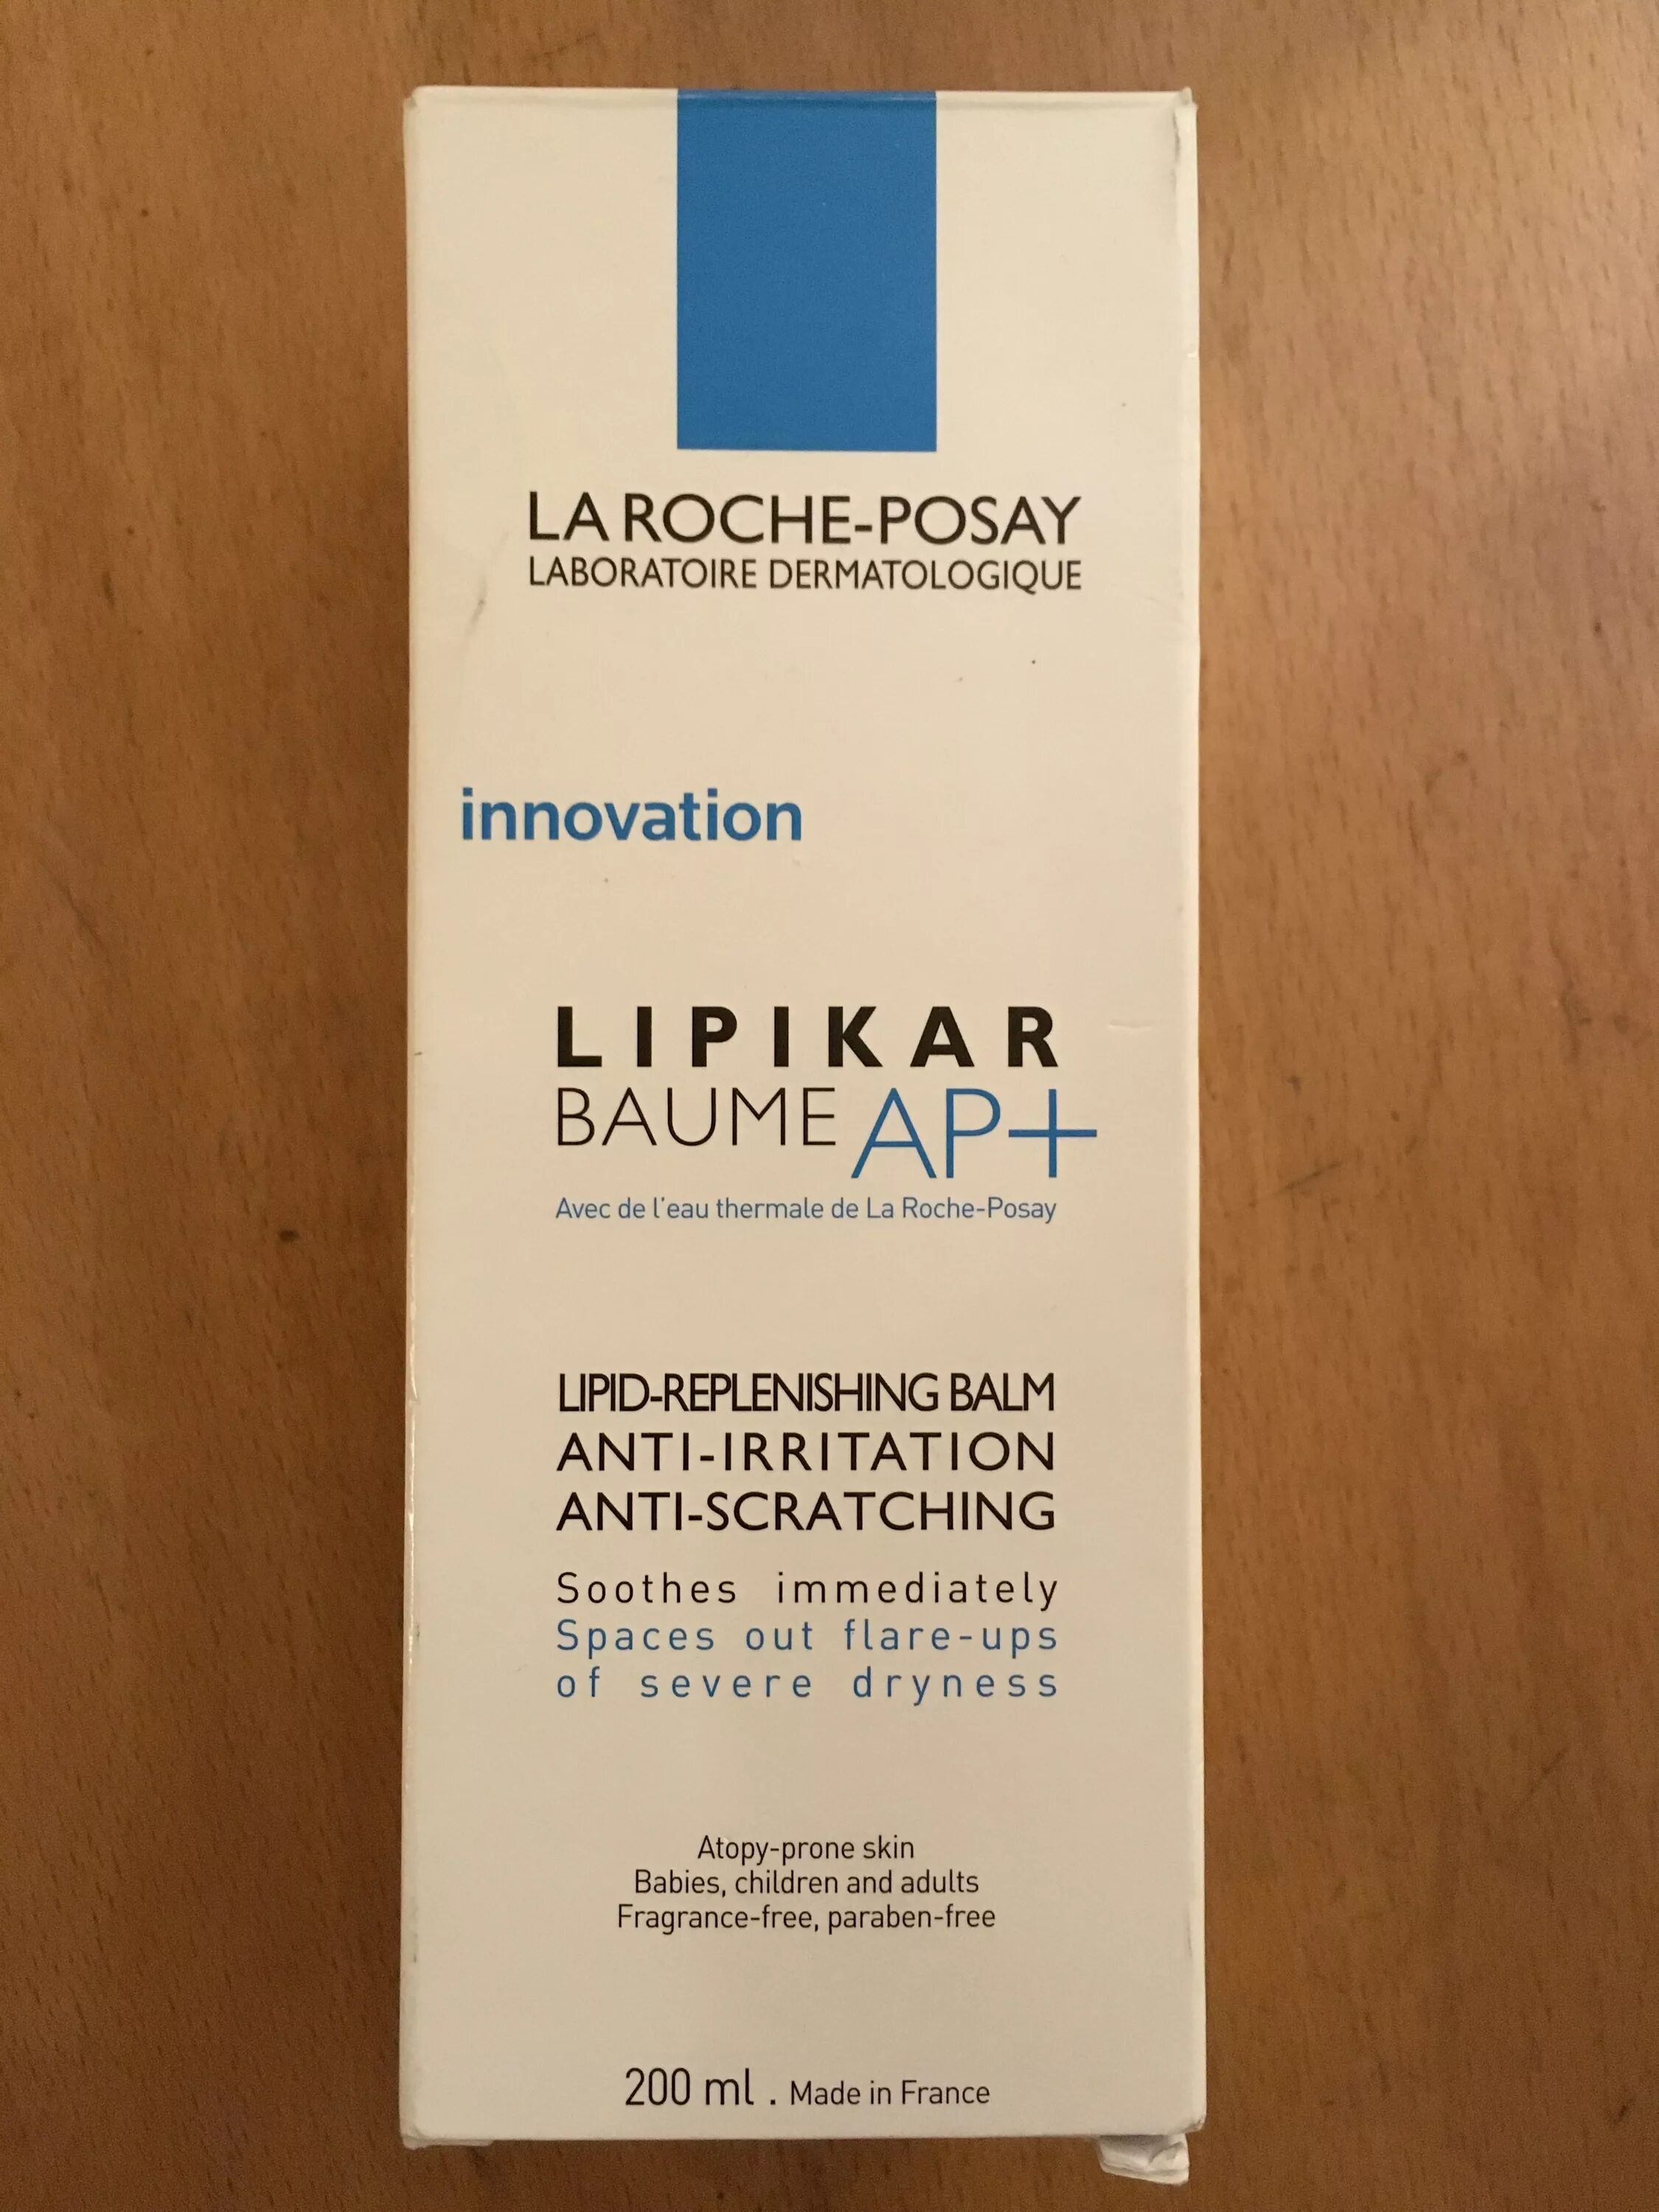 LA ROCHE-POSAY
LABORATOIRE DERMATOLOGIQUE
innovation
LIPIKAR
BAUME AP+
Avec de l'eau thermale de La Roche-Posay
LIPID-REPLENISHING BALM
ANTI-IRRITATION
ANTI-SCRATCHING
Soothes immediately
Spaces out flare-ups
of severe dryness
Atopy-prone skin
Babies, children and adults
Fragrance-free, paraben-free
200 ml . Made in France